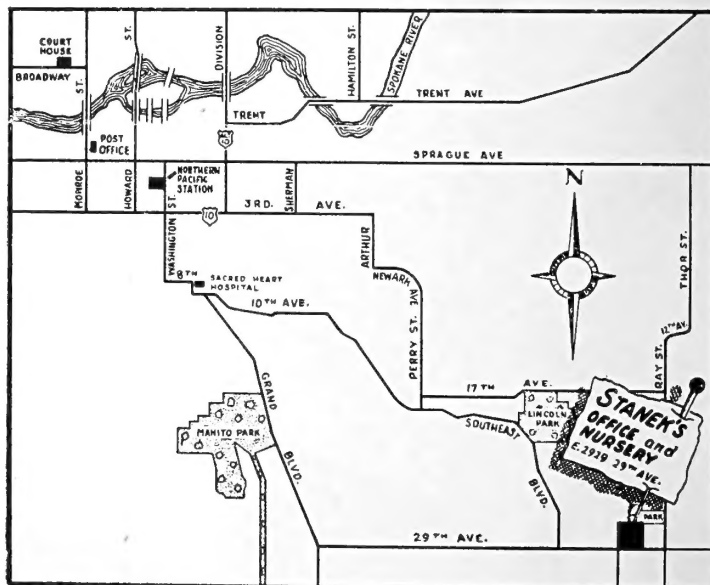 COURT
HOUSE
BROADWAY
ST.
ST.
DIVISION
HAMILTON ST.
SPOKANE RIVER
TRENT AVE
TRENT
POST
OFFICE
SPRAGUE AVE
MONROE
HOWARD
NORTHERN
PACIFIC
STATION
WASHINGTON ST.
10
3RD. AVE.
SHERMAN
N
THOR ST.
ARTHUR
NEWARK AVE
8TH
SACRED HEART
HOSPITAL
10TH AVE.
PERRY ST.
12TH AV.
RAY ST.
17TH AVE.
GRAND
BLVD.
MANITO PARK
LINCOLN
PARK
SOUTHEAST
BLVD.
STANEK'S
OFFICE and
NURSERY
E. 2929 29TH AVE.
PARK
29TH AVE.